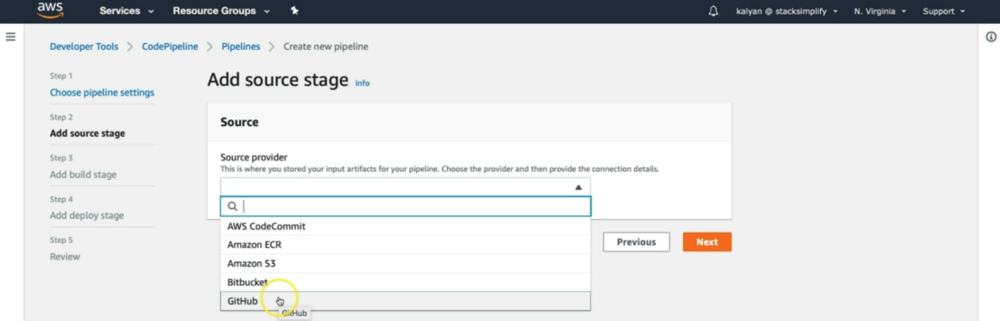 aws Services Resource Groups kalyan @ stacksimplify N. Virginia Support
Developer Tools > CodePipeline > Pipelines > Create new pipeline
Step 1
Choose pipeline settings
Step 2
Add source stage
Step 3
Add build stage
Step 4
Add deploy stage
Step 5
Review
Add source stage Info
Source
Source provider
This is where you stored your input artifacts for your pipeline. Choose the provider and then provide the connection details.
AWS CodeCommit
Amazon ECR
Amazon S3
Bitbucket
GitHub
GitHub
Previous Next